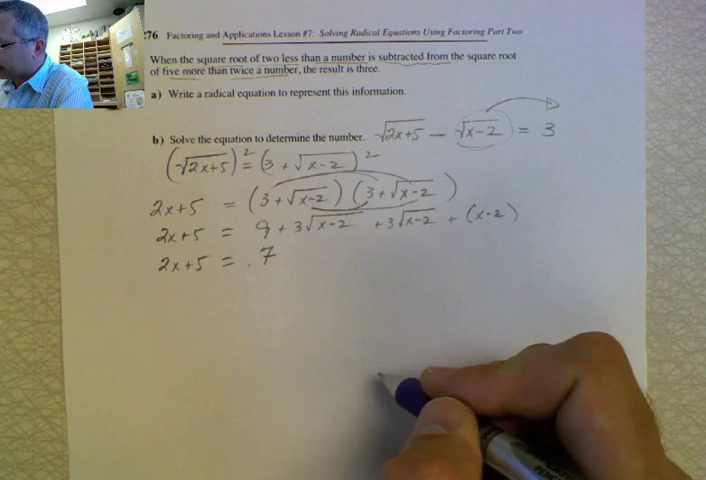 :76 Factoring and Applications Lesson #7: Solving Radical Equations Using Factoring Part Two
When the square root of two less than a number is subtracted from the square root
of five more than twice a number, the result is three.
a) Write a radical equation to represent this information.
b) Solve the equation to determine the number. √2x+5 − √x-2 = 3
(√2x+5)² = (3 + √x-2)²
2x+5 = (3+√x-2) (3+√x-2)
2x+5 = 9 + 3√x-2 + 3√x-2 + (x-2)
2x+5 = 7